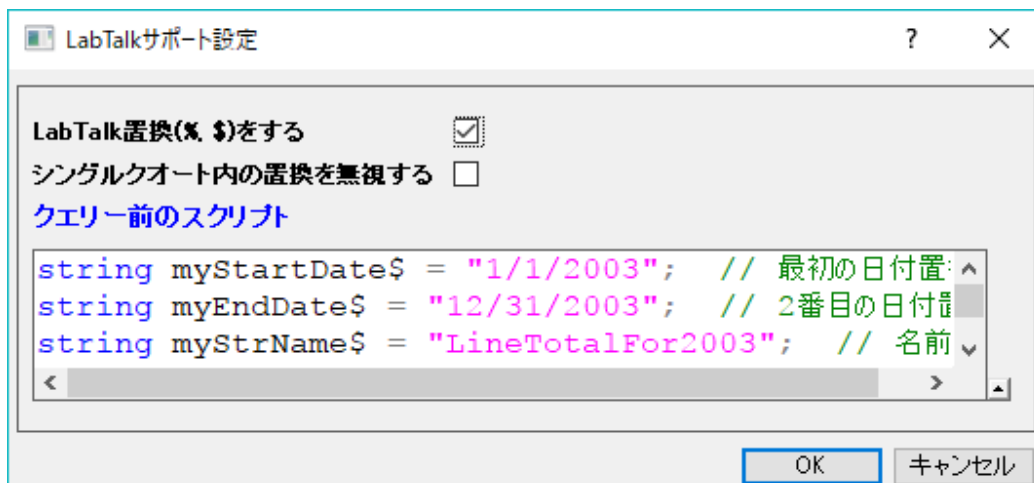 LabTalkサポート設定
LabTalk置換(%, $)をする
シングルクオート内の置換を無視する
クエリー前のスクリプト
string myStartDate$ = "1/1/2003";  // 最初の日付置
string myEndDate$ = "12/31/2003";  // 2番目の日付置
string myStrName$ = "LineTotalFor2003";  // 名前
OK キャンセル